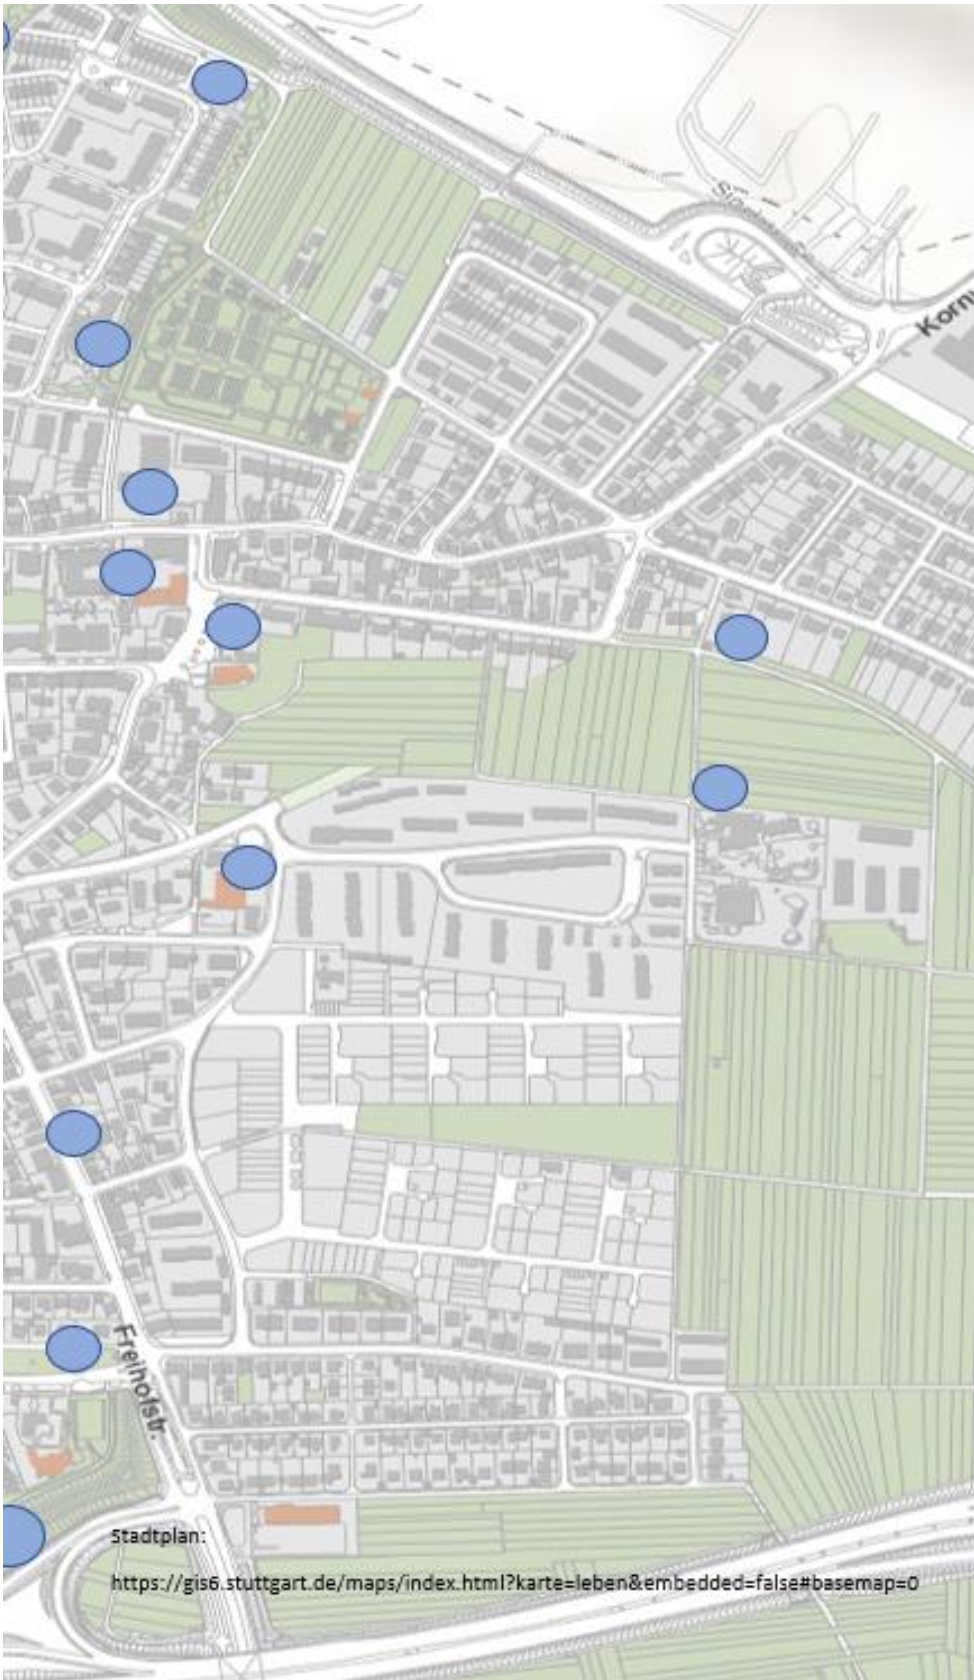 Korn
Freihofstr.
Stadtplan:
https://gis6.stuttgart.de/maps/index.html?karte=leben&embedded=false#basemap=0